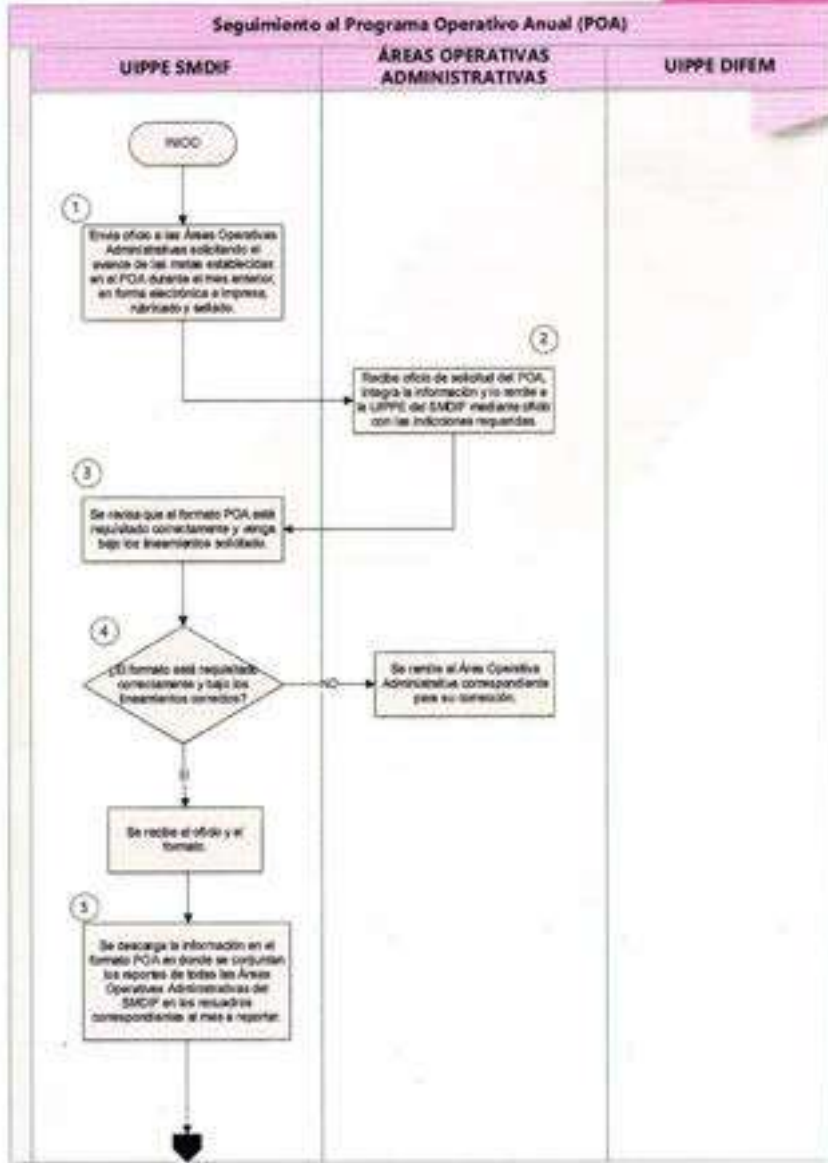 Seguimiento al Programa Operativo Anual (POA)
UIPPE SMDIF
ÁREAS OPERATIVAS
ADMINISTRATIVAS
UIPPE DIFEM
INICIO
1
Envía oficio a las Áreas Operativas
Administrativas solicitando el
avance de las metas establecidas
en el POA durante el mes anterior,
en forma electrónica e impresa,
rubricado y sellado.
2
Recibe oficio de solicitud del POA,
integra la información y lo remite a
la UIPPE del SMDIF mediante oficio
con las indicciones requeridas.
3
Se revisa que el formato POA esté
requisitado correctamente y venga
bajo los lineamientos solicitado.
4
¿El formato está requisitado
correctamente y bajo los
lineamientos correctos?
NO
Se remite al Área Operativa
Administrativa correspondiente
para su corrección.
SI
Se recibe el oficio y el
formato.
5
Se descarga la información en el
formato POA en donde se conjuntan
los reportes de todas las Áreas
Operativas Administrativas del
SMDIF en los recuadros
correspondientes al mes a reportar.